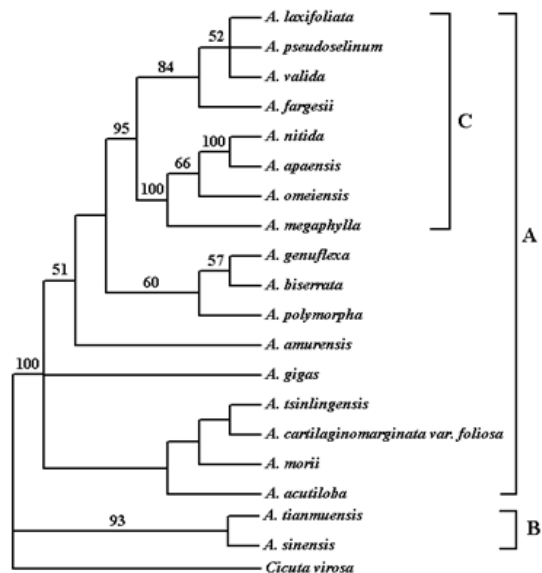 A. laxifoliata
52
A. pseudoselinum
84
A. valida
A. fargesii
C
95
A. nitida
100
A. apaensis
66
A. omeiensis
100
A. megaphylla
A
A. genuflexa
57
A. biserrata
51
60
A. polymorpha
A. amurensis
100
A. gigas
A. tsinlingensis
A. cartilaginomarginata var. foliosa
A. morii
A. acutiloba
A. tianmuensis
93
B
A. sinensis
Cicuta virosa